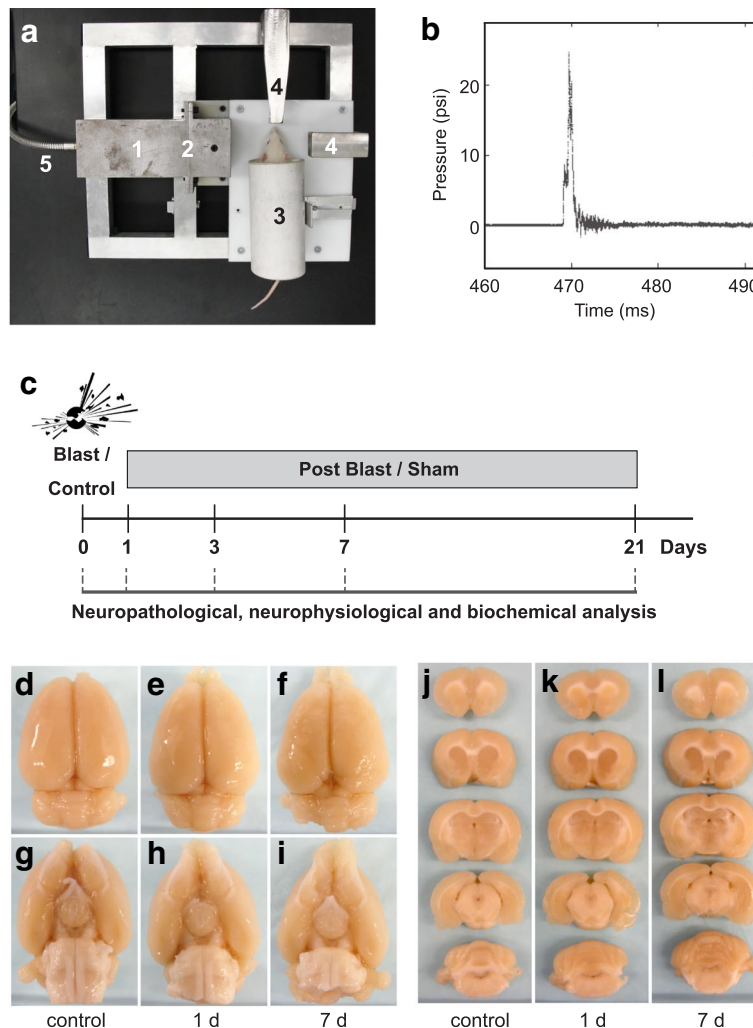 a
4
1
2
4
5
3
b
Pressure (psi)
20
10
0
460
470
480
490
Time (ms)
c
Blast /
Control
Post Blast / Sham
0
1
3
7
21
Days
Neuropathological, neurophysiological and biochemical analysis
d
e
f
g
h
i
control
1 d
7 d
j
k
l
control
1 d
7 d